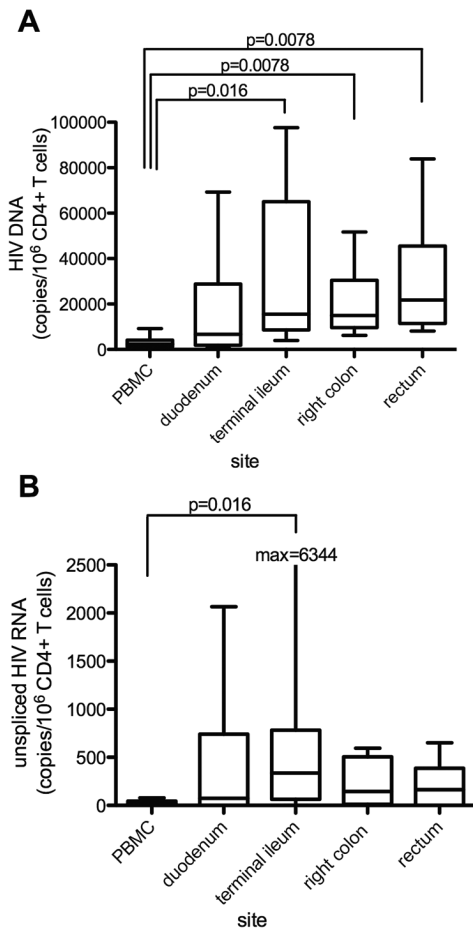 A
p=0.0078
p=0.0078
p=0.016
HIV DNA
(copies/10⁶ CD4+ T cells)
100000
80000
60000
40000
20000
0
PBMC
duodenum
terminal ileum
right colon
rectum
site
B
p=0.016
max=6344
unspliced HIV RNA
(copies/10⁶ CD4+ T cells)
2500
2000
1500
1000
500
0
PBMC
duodenum
terminal ileum
right colon
rectum
site